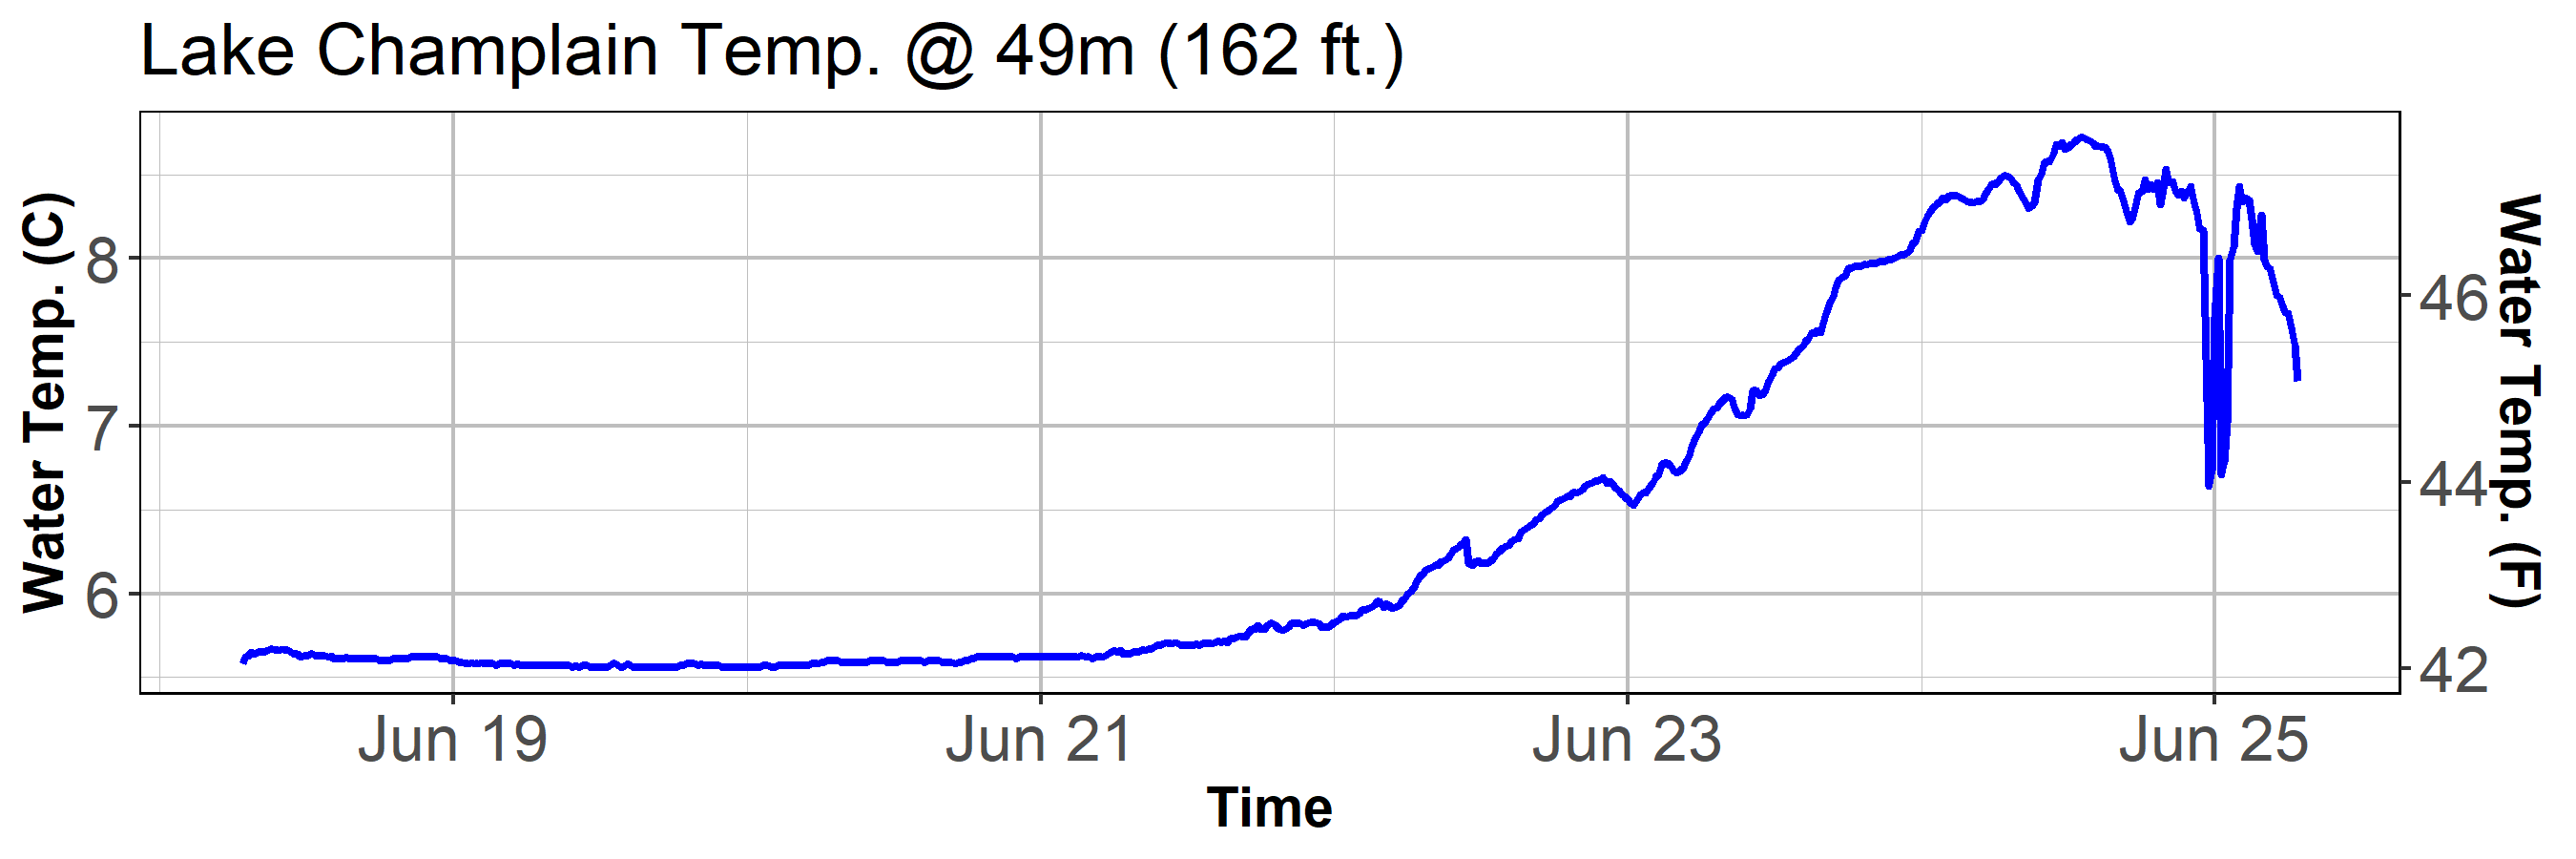 Lake Champlain Temp. @ 49m (162 ft.)
Water Temp. (C)
8
7
6
46
44
42
Water Temp. (F)
Jun 19 Jun 21 Jun 23 Jun 25
Time